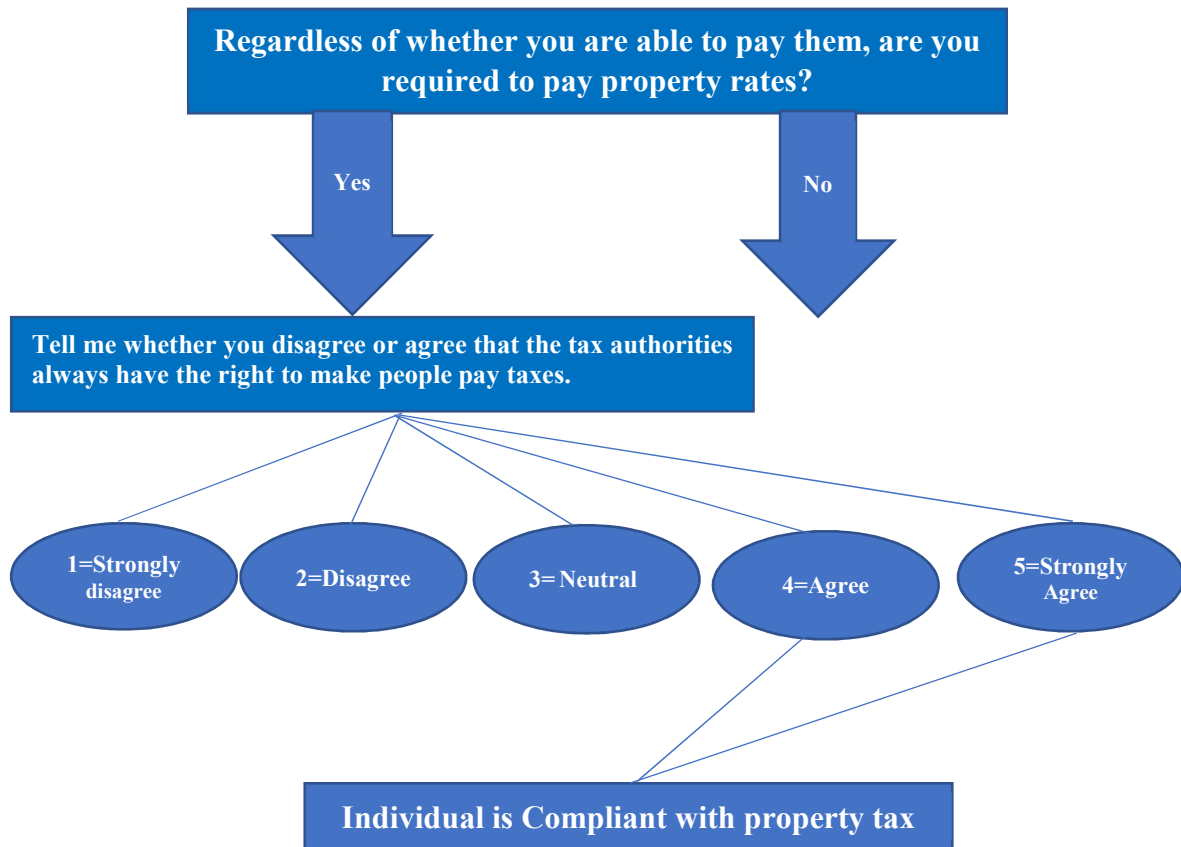 Regardless of whether you are able to pay them, are you
required to pay property rates?
Yes
No
Tell me whether you disagree or agree that the tax authorities
always have the right to make people pay taxes.
1=Strongly
disagree
2=Disagree
3= Neutral
4=Agree
5=Strongly
Agree
Individual is Compliant with property tax